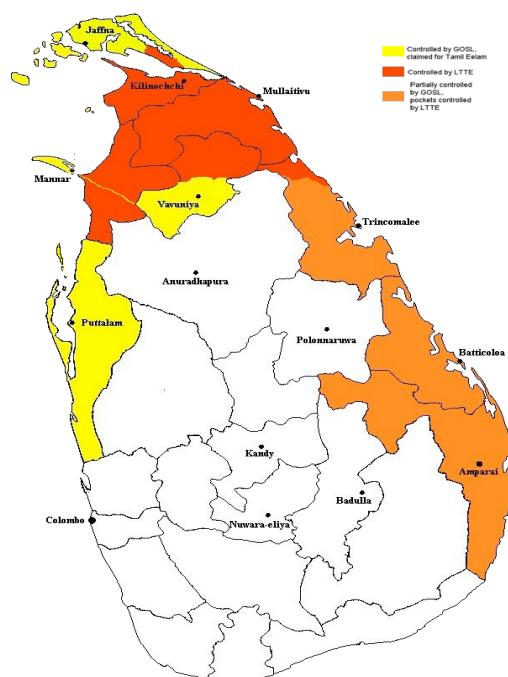 Jaffna
Controlled by GOSL,
claimed for Tamil Eelam
Controlled by LTTE
Partially controlled
by GOSL,
pockets controlled
by LTTE
Kilinochchi
Mullaitivu
Mannar
Vavuniya
Trincomalee
Anuradhapura
Puttalam
Polonnaruwa
Batticoloa
Kandy
Amparai
Badulla
Colombo
Nuwara-eliya